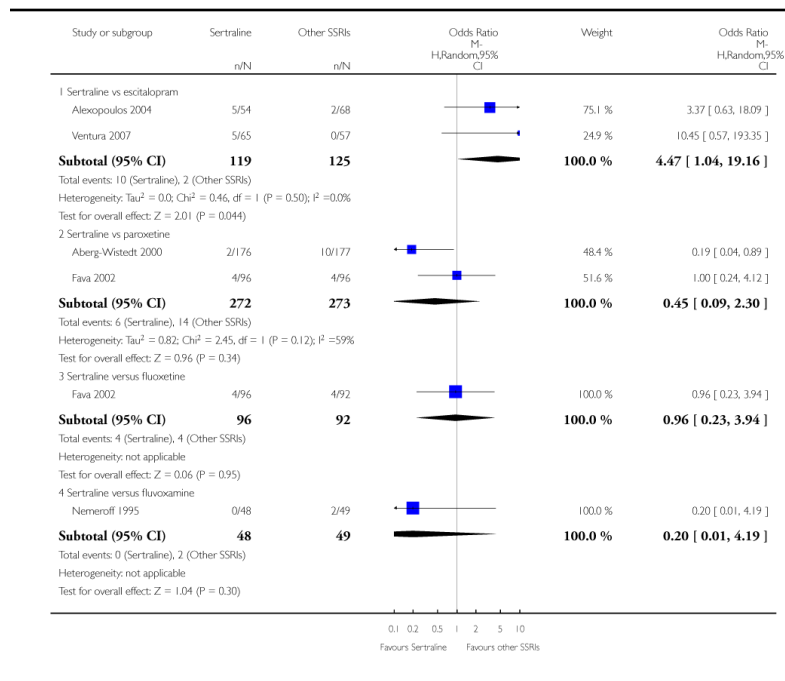 Study or subgroup Sertraline Other SSRIs Odds Ratio Weight Odds Ratio
M- M-
H,Random,95% H,Random,95%
n/N n/N CI CI
1 Sertraline vs escitalopram
Alexopoulos 2004 5/54 2/68 75.1 % 3.37 [ 0.63, 18.09 ]
Ventura 2007 5/65 0/57 24.9 % 10.45 [ 0.57, 193.35 ]
Subtotal (95% CI) 119 125 100.0 % 4.47 [ 1.04, 19.16 ]
Total events: 10 (Sertraline), 2 (Other SSRIs)
Heterogeneity: Tau² = 0.0; Chi² = 0.46, df = 1 (P = 0.50); I² =0.0%
Test for overall effect: Z = 2.01 (P = 0.044)
2 Sertraline vs paroxetine
Aberg-Wistedt 2000 2/176 10/177 48.4 % 0.19 [ 0.04, 0.89 ]
Fava 2002 4/96 4/96 51.6 % 1.00 [ 0.24, 4.12 ]
Subtotal (95% CI) 272 273 100.0 % 0.45 [ 0.09, 2.30 ]
Total events: 6 (Sertraline), 14 (Other SSRIs)
Heterogeneity: Tau² = 0.82; Chi² = 2.45, df = 1 (P = 0.12); I² =59%
Test for overall effect: Z = 0.96 (P = 0.34)
3 Sertraline versus fluoxetine
Fava 2002 4/96 4/92 100.0 % 0.96 [ 0.23, 3.94 ]
Subtotal (95% CI) 96 92 100.0 % 0.96 [ 0.23, 3.94 ]
Total events: 4 (Sertraline), 4 (Other SSRIs)
Heterogeneity: not applicable
Test for overall effect: Z = 0.06 (P = 0.95)
4 Sertraline versus fluvoxamine
Nemeroff 1995 0/48 2/49 100.0 % 0.20 [ 0.01, 4.19 ]
Subtotal (95% CI) 48 49 100.0 % 0.20 [ 0.01, 4.19 ]
Total events: 0 (Sertraline), 2 (Other SSRIs)
Heterogeneity: not applicable
Test for overall effect: Z = 1.04 (P = 0.30)
0.1 0.2 0.5 1 2 5 10
Favours Sertraline Favours other SSRIs